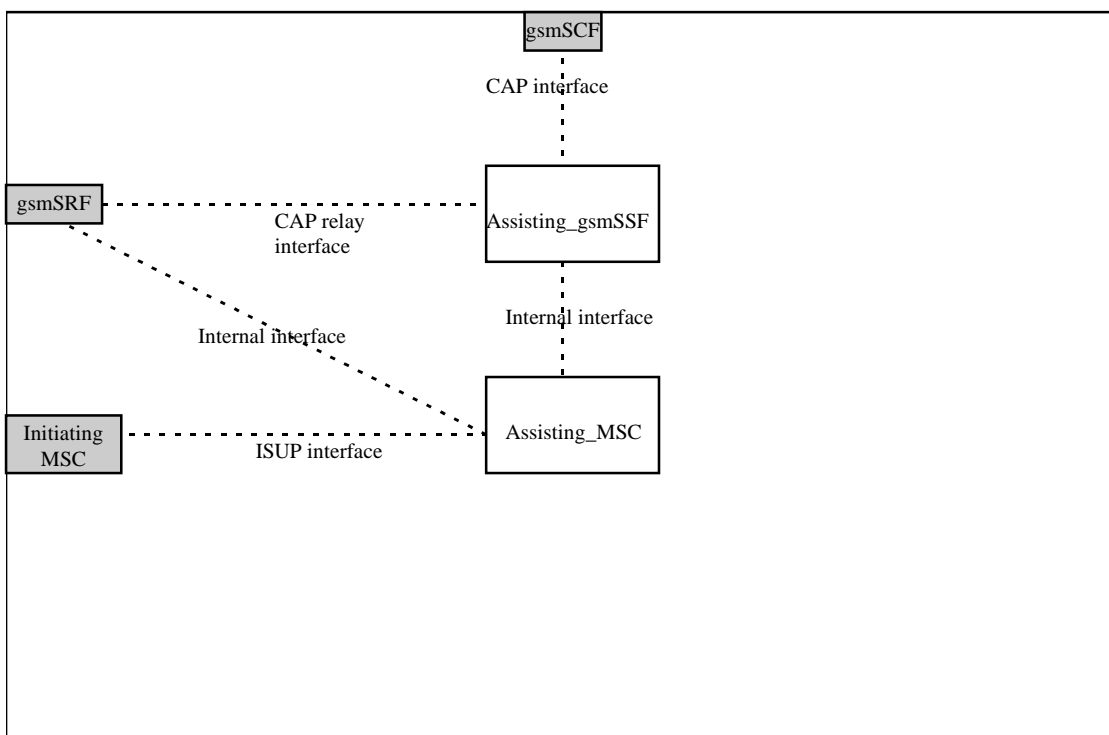 gsmSCF
CAP interface
gsmSRF
CAP relay
interface
Assisting_gsmSSF
Internal interface
Internal interface
Initiating
MSC
ISUP interface
Assisting_MSC